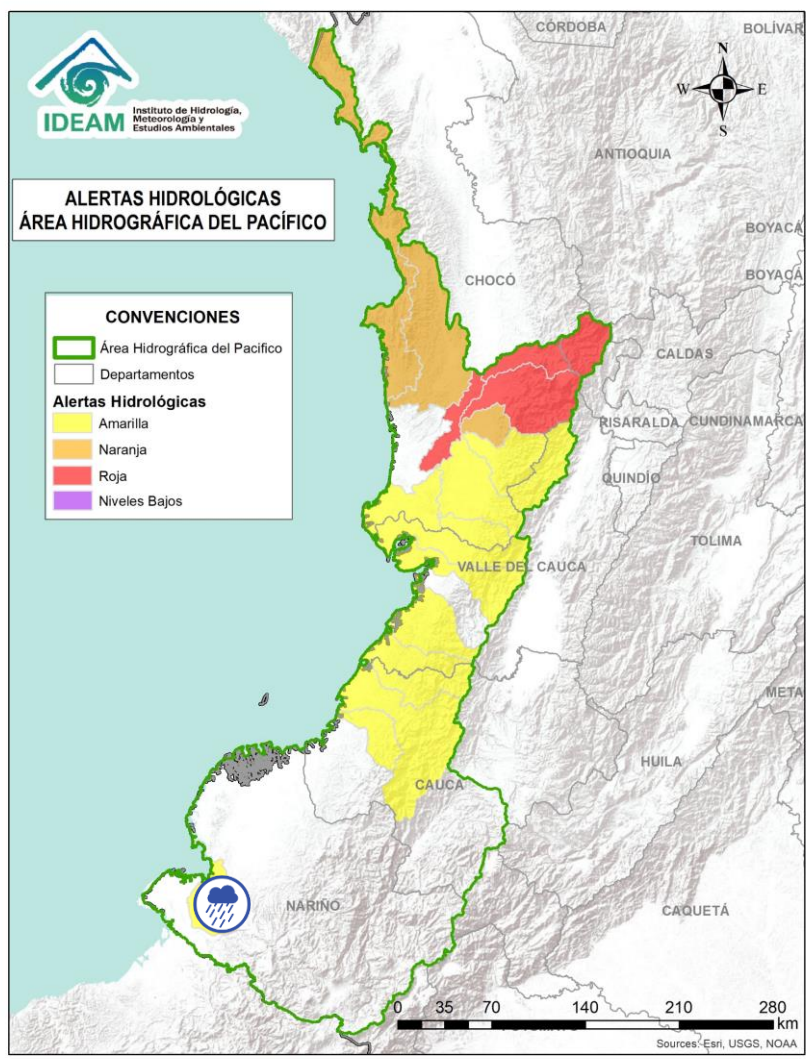 CÓRDOBA
BOLÍVAR
N
W
E
S
IDEAM
Instituto de Hidrología,
Meteorología y
Estudios Ambientales
ANTIOQUIA
ALERTAS HIDROLÓGICAS
ÁREA HIDROGRÁFICA DEL PACÍFICO
BOYACÁ
BOYACÁ
CHOCÓ
CONVENCIONES
Área Hidrográfica del Pacifico
Departamentos
Alertas Hidrológicas
Amarilla
Naranja
Roja
Niveles Bajos
CALDAS
RISARALDA
CUNDINAMARCA
QUINDÍO
TOLIMA
VALLE DEL CAUCA
META
HUILA
CAUCA
NARIÑO
CAQUETÁ
0 35 70 140 210 280
km
Sources: Esri, USGS, NOAA